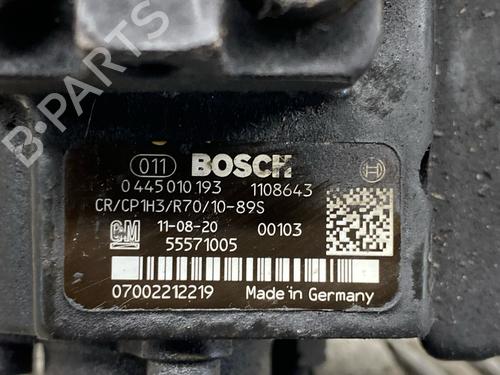 011 BOSCH
0 445 010 193 1108643
CR/CP1H3/R70/10-89S
GM 11-08-20 00103
55571005
07002212219 Made in Germany
B-PARTS